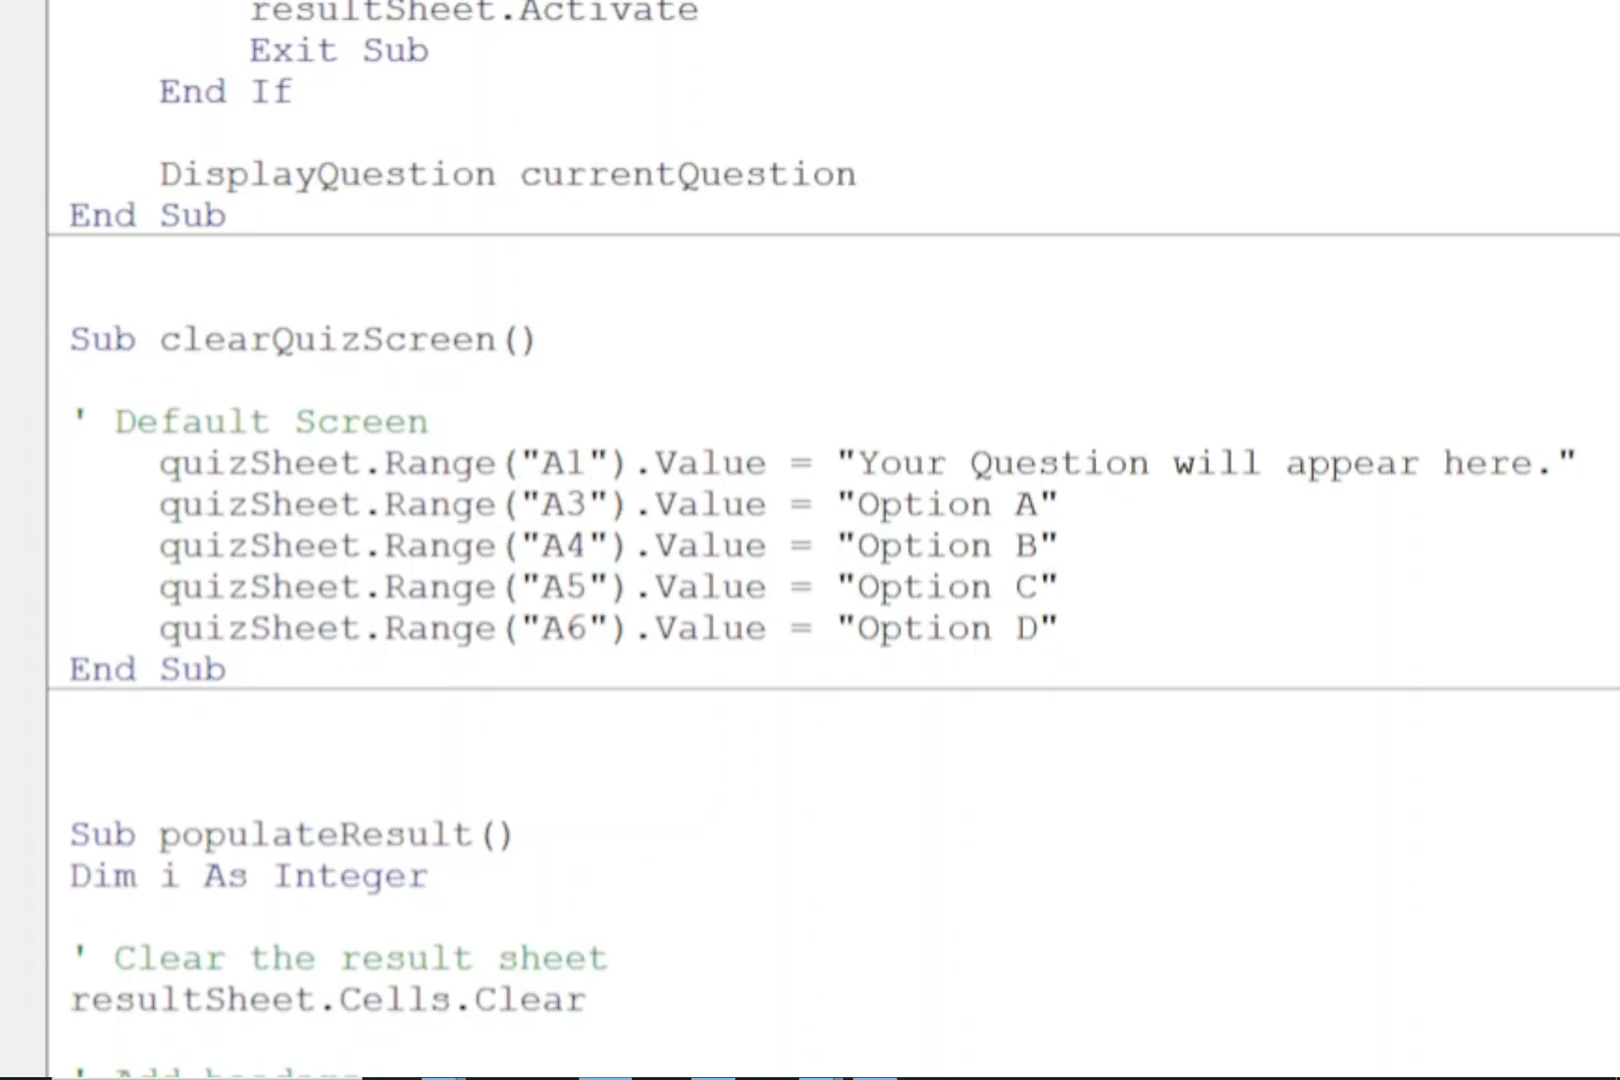 resultSheet.Activate
Exit Sub
End If
DisplayQuestion currentQuestion
End Sub
Sub clearQuizScreen()
' Default Screen
quizSheet.Range("A1").Value = "Your Question will appear here."
quizSheet.Range("A3").Value = "Option A"
quizSheet.Range("A4").Value = "Option B"
quizSheet.Range("A5").Value = "Option C"
quizSheet.Range("A6").Value = "Option D"
End Sub
Sub populateResult()
Dim i As Integer
' Clear the result sheet
resultSheet.Cells.Clear
' Add headers